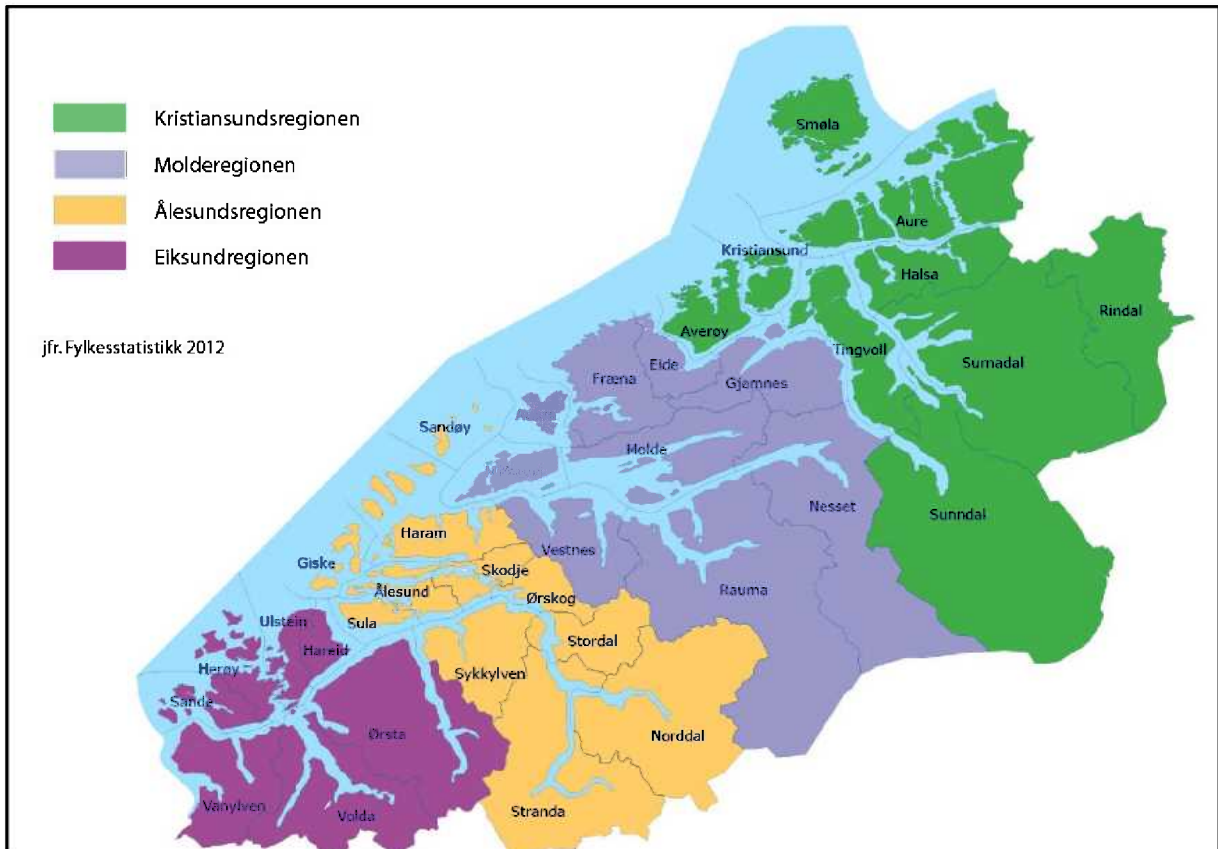 Kristiansundsregionen
Molderegionen
Ålesundsregionen
Eiksundregionen
jfr. Fylkesstatistikk 2012
Smøla
Aure
Kristiansund
Halsa
Rindal
Averøy
Tingvoll
Surnadal
Eide
Fræna
Gjemnes
Sandøy
Molde
Nesset
Sunndal
Haram
Vestnes
Giske
Skodje
Rauma
Ålesund
Ørskog
Ulstein
Sula
Stordal
Hareid
Herøy
Sykkylven
Sande
Ørsta
Norddal
Vanylven
Volda
Stranda